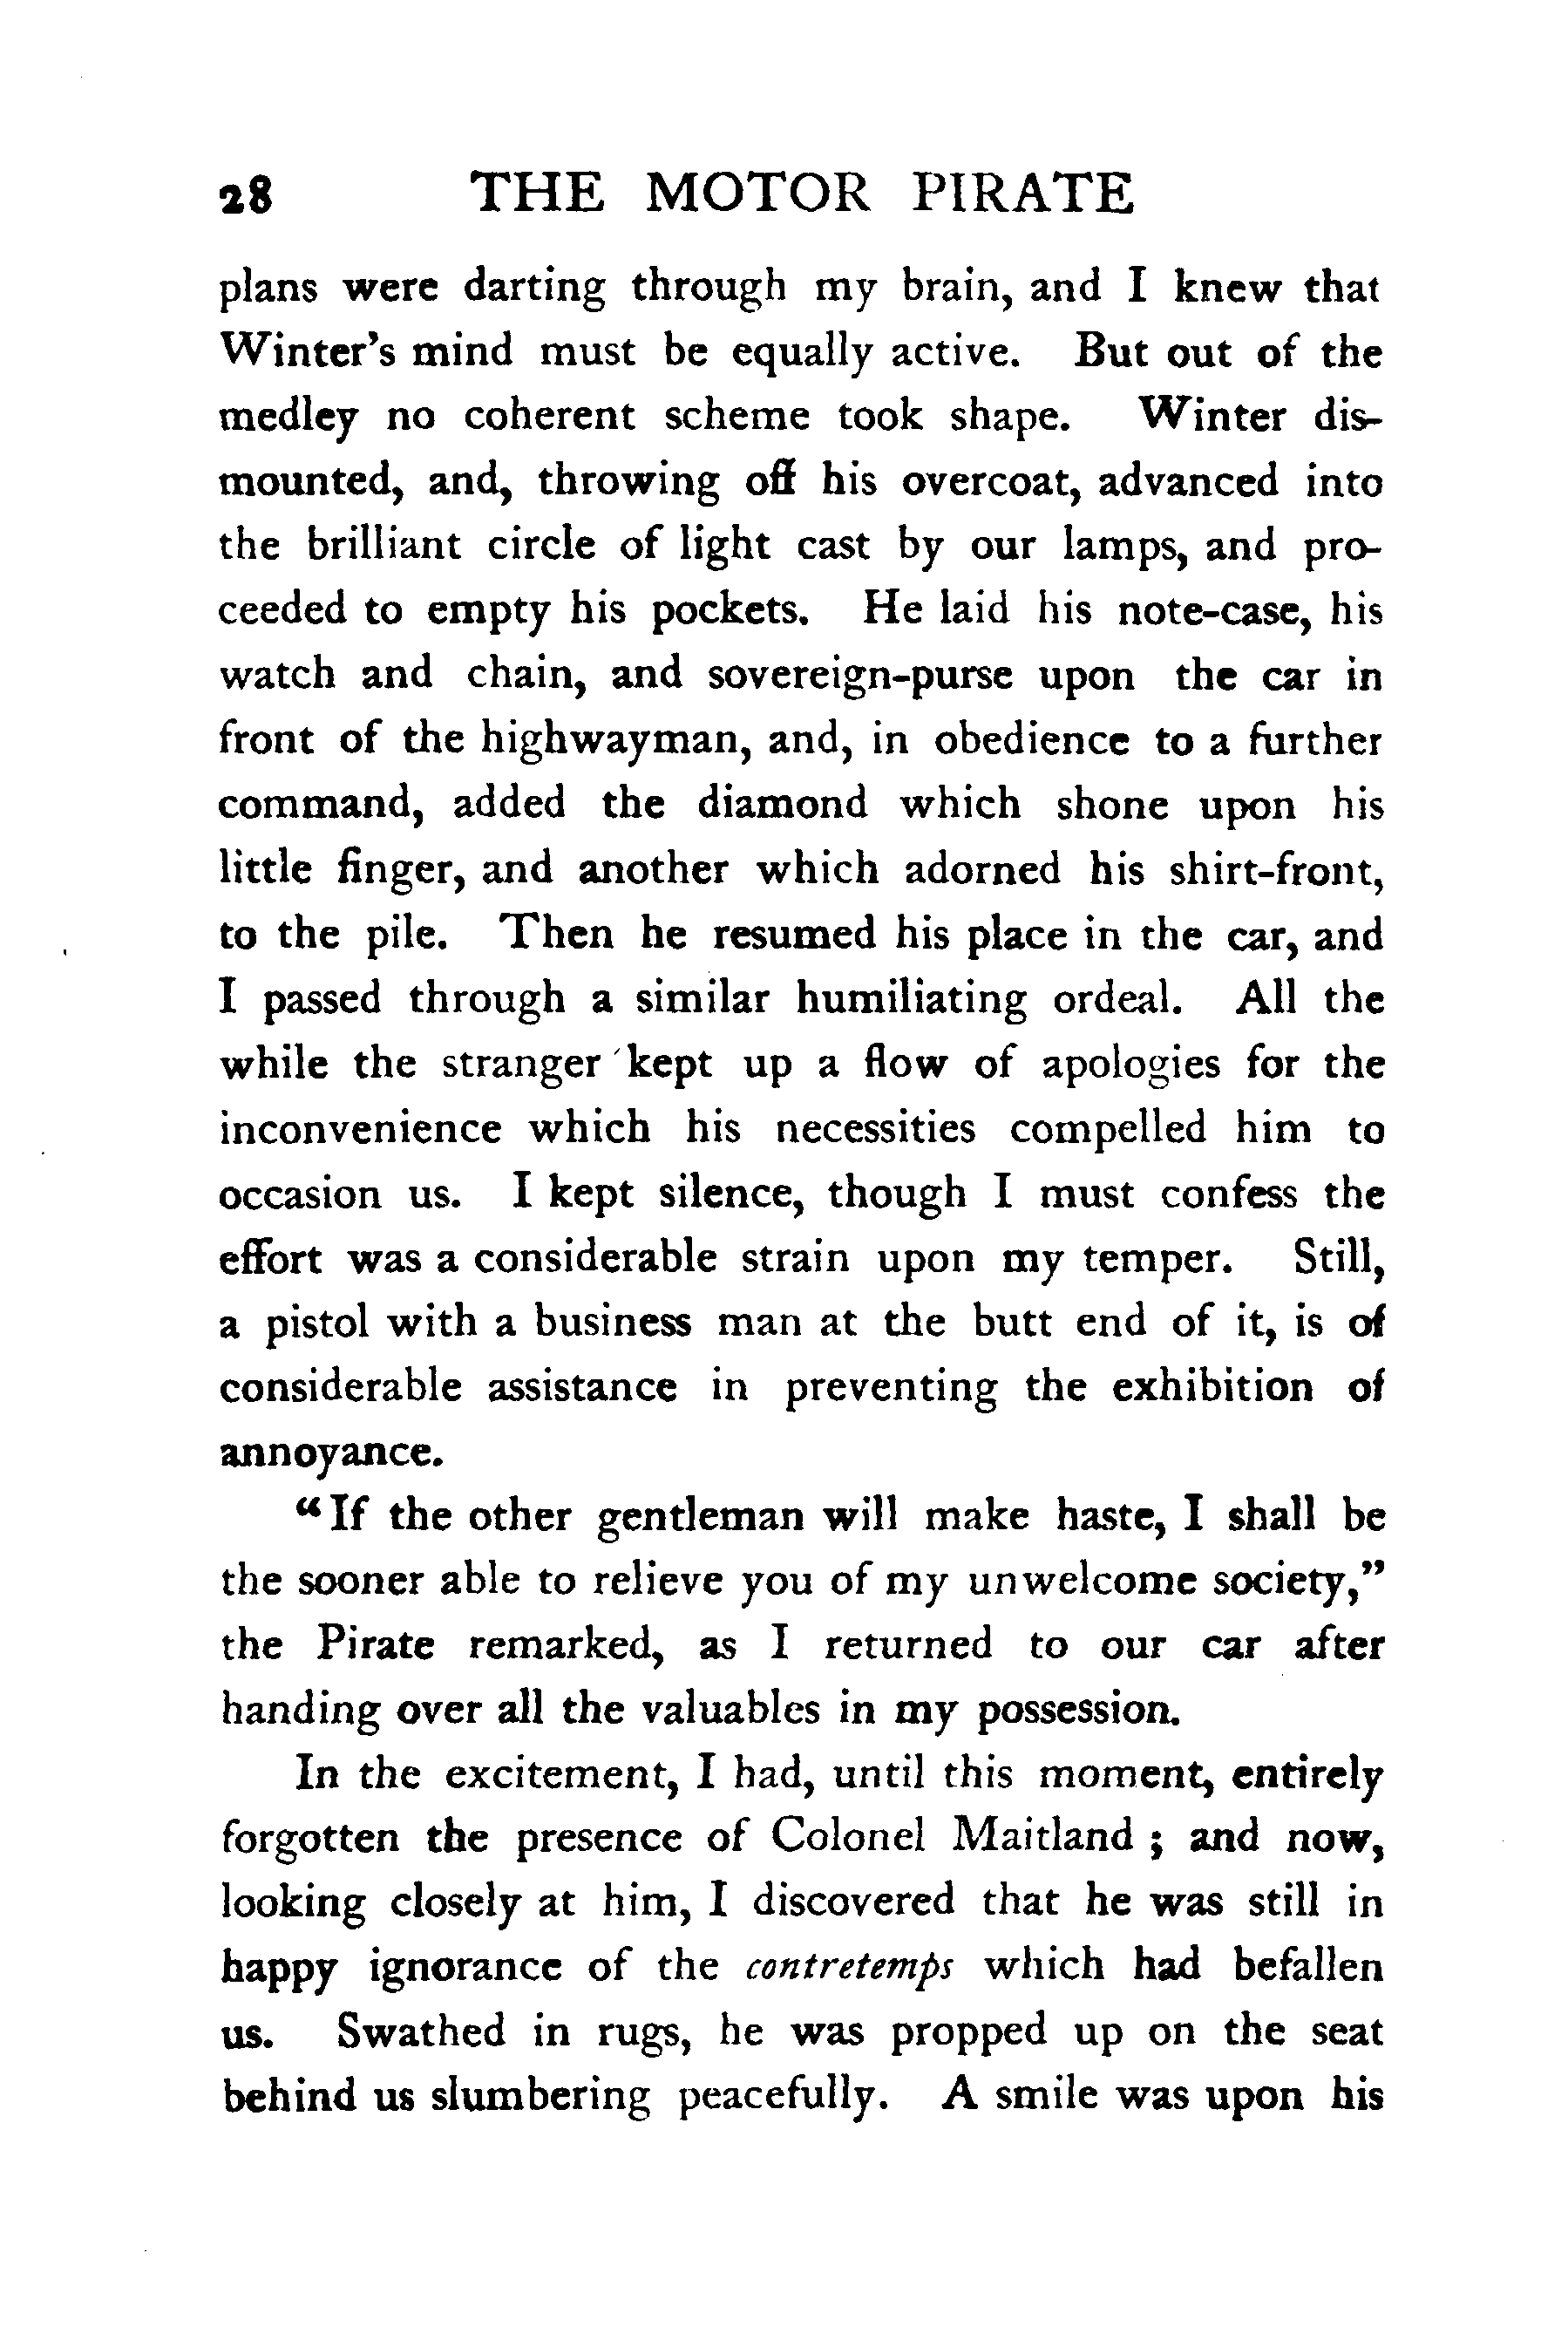 28 THE MOTOR PIRATE
plans were darting through my brain, and I knew that
Winter's mind must be equally active. But out of the
medley no coherent scheme took shape. Winter dis-
mounted, and, throwing off his overcoat, advanced into
the brilliant circle of light cast by our lamps, and pro-
ceeded to empty his pockets. He laid his note-case, his
watch and chain, and sovereign-purse upon the car in
front of the highwayman, and, in obedience to a further
command, added the diamond which shone upon his
little finger, and another which adorned his shirt-front,
to the pile. Then he resumed his place in the car, and
I passed through a similar humiliating ordeal. All the
while the stranger kept up a flow of apologies for the
inconvenience which his necessities compelled him to
occasion us. I kept silence, though I must confess the
effort was a considerable strain upon my temper. Still,
a pistol with a business man at the butt end of it, is of
considerable assistance in preventing the exhibition of
annoyance.
“If the other gentleman will make haste, I shall be
the sooner able to relieve you of my unwelcome society,”
the Pirate remarked, as I returned to our car after
handing over all the valuables in my possession.
In the excitement, I had, until this moment, entirely
forgotten the presence of Colonel Maitland ; and now,
looking closely at him, I discovered that he was still in
happy ignorance of the contretemps which had befallen
us. Swathed in rugs, he was propped up on the seat
behind us slumbering peacefully. A smile was upon his